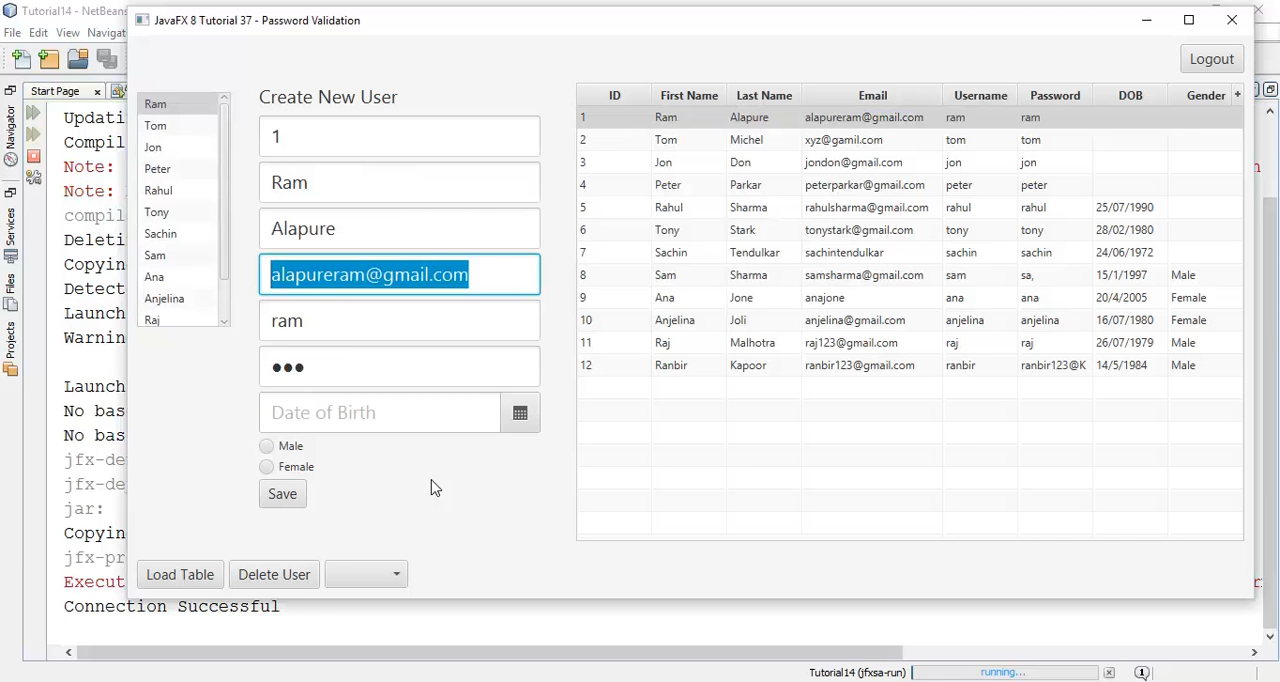 Tutorial14 - NetBeans
JavaFX 8 Tutorial 37 - Password Validation
File Edit View Navigat
Logout
Start Page
Navigator
Services
Files
Projects
Updati
Compil
Note:
Note:
compil
Deleti
Copyin
Detect
Launch
Warnin
Launch
No bas
No bas
jfx-de
jfx-de
jar:
Copyin
jfx-pr
Execut
Connection Successful
Ram
Tom
Jon
Peter
Rahul
Tony
Sachin
Sam
Ana
Anjelina
Raj
Create New User
1
Ram
Alapure
alapureram@gmail.com
ram
●●●
Date of Birth
Male
Female
Save
Load Table Delete User
ID First Name Last Name Email Username Password DOB Gender +
1 Ram Alapure alapureram@gmail.com ram ram
2 Tom Michel xyz@gamil.com tom tom
3 Jon Don jondon@gmail.com jon jon
4 Peter Parkar peterparkar@gmail.com peter peter
5 Rahul Sharma rahulsharma@gmail.com rahul rahul 25/07/1990
6 Tony Stark tonystark@gmail.com tony tony 28/02/1980
7 Sachin Tendulkar sachintendulkar sachin sachin 24/06/1972
8 Sam Sharma samsharma@gmail.com sam sa, 15/1/1997 Male
9 Ana Jone anajone ana ana 20/4/2005 Female
10 Anjelina Joli anjelina@gmail.com anjelina anjelina 16/07/1980 Female
11 Raj Malhotra raj123@gmail.com raj raj 26/07/1979 Male
12 Ranbir Kapoor ranbir123@gmail.com ranbir ranbir123@K 14/5/1984 Male
Tutorial14 (jfxsa-run) running... 1